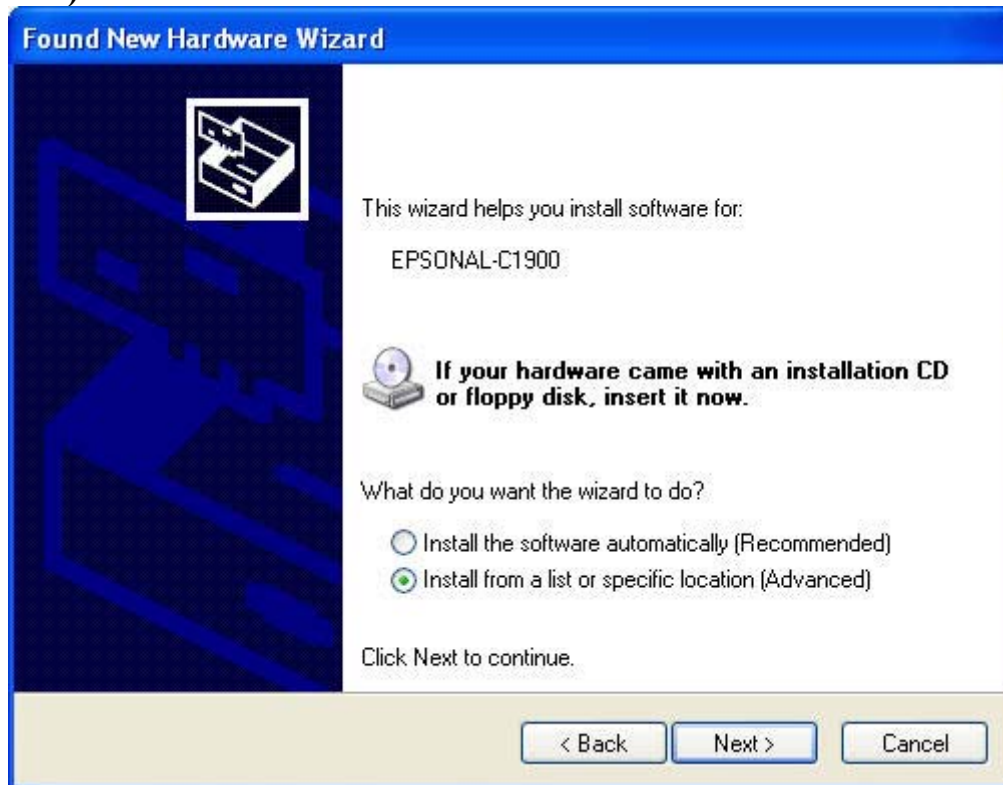 Found New Hardware Wizard
This wizard helps you install software for:
EPSONAL-C1900
If your hardware came with an installation CD
or floppy disk, insert it now.
What do you want the wizard to do?
Install the software automatically (Recommended)
Install from a list or specific location (Advanced)
Click Next to continue.
< Back Next > Cancel